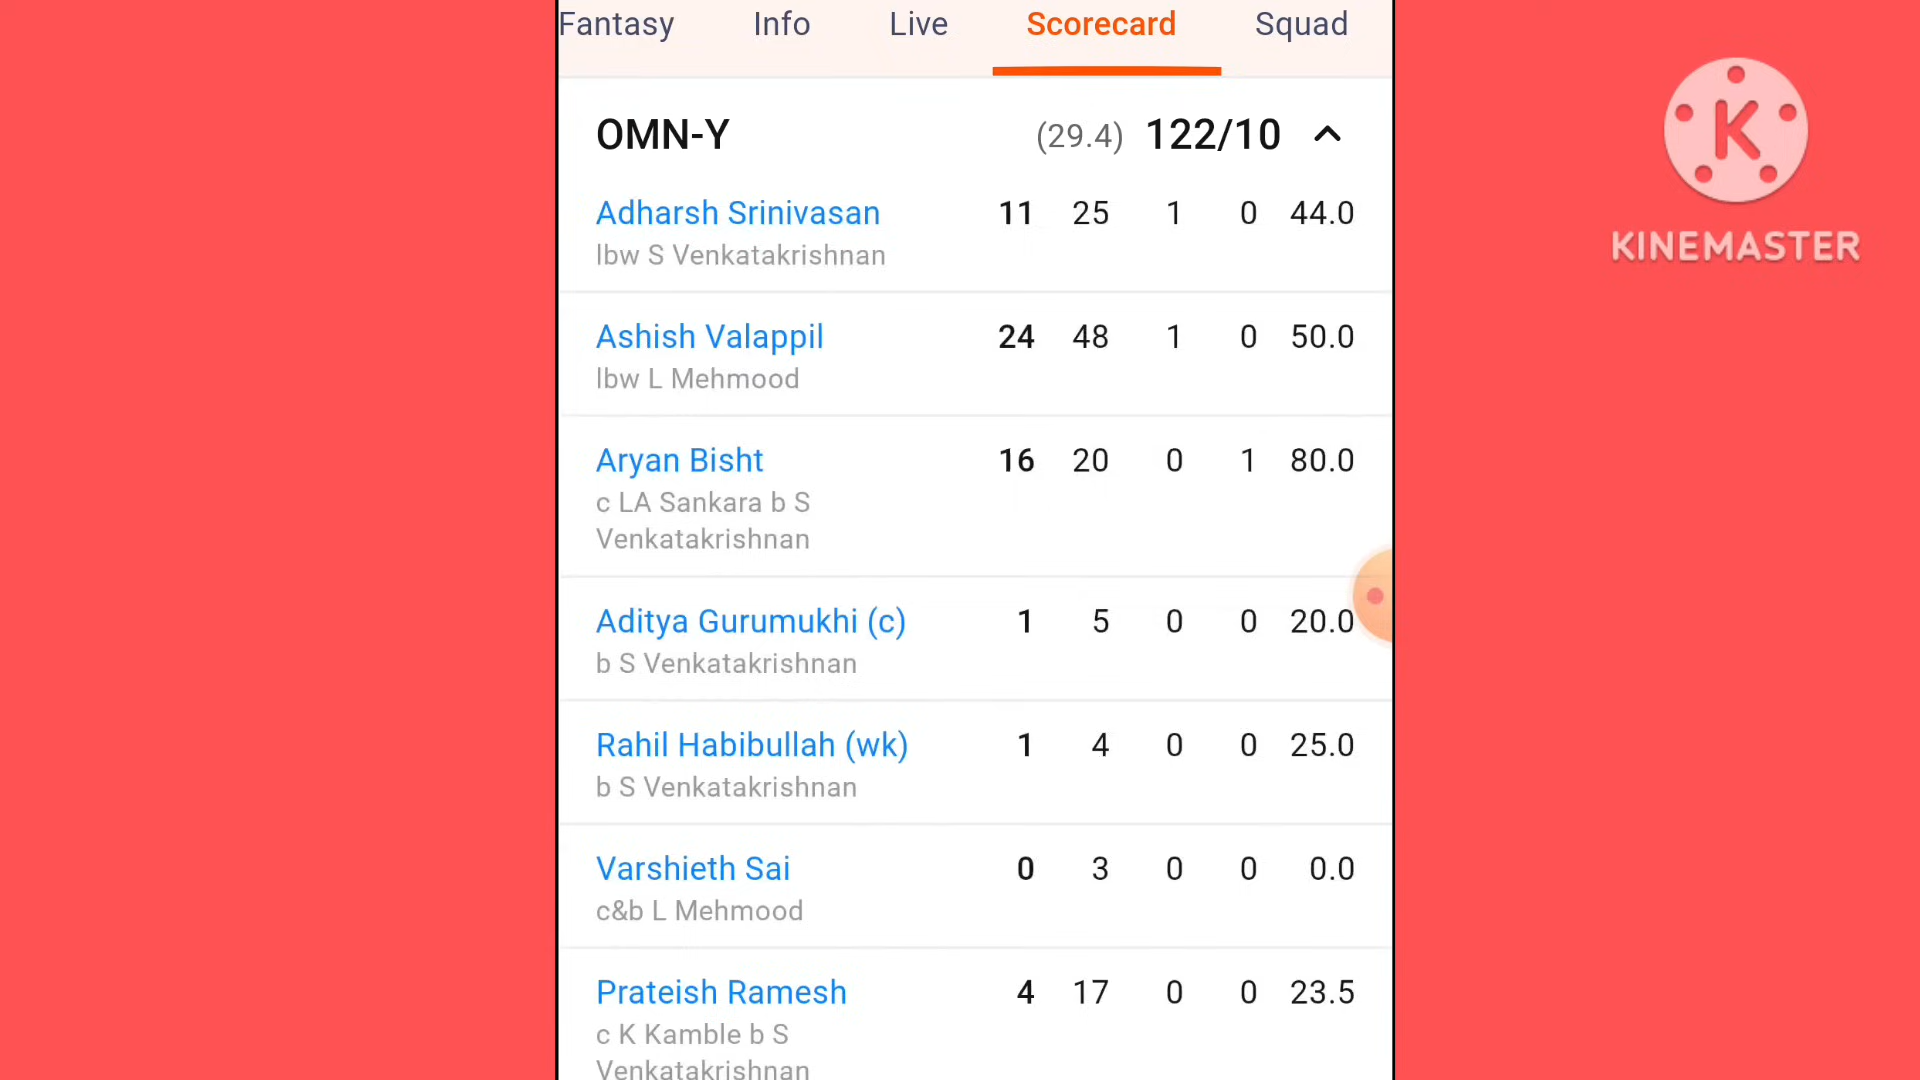 Fantasy Info Live Scorecard Squad
K
KINEMASTER
OMN-Y (29.4) 122/10
Adharsh Srinivasan 11 25 1 0 44.0
lbw S Venkatakrishnan
Ashish Valappil 24 48 1 0 50.0
lbw L Mehmood
Aryan Bisht 16 20 0 1 80.0
c LA Sankara b S
Venkatakrishnan
Aditya Gurumukhi (c) 1 5 0 0 20.0
b S Venkatakrishnan
Rahil Habibullah (wk) 1 4 0 0 25.0
b S Venkatakrishnan
Varshieth Sai 0 3 0 0 0.0
c&b L Mehmood
Prateish Ramesh 4 17 0 0 23.5
c K Kamble b S
Venkatakrishnan